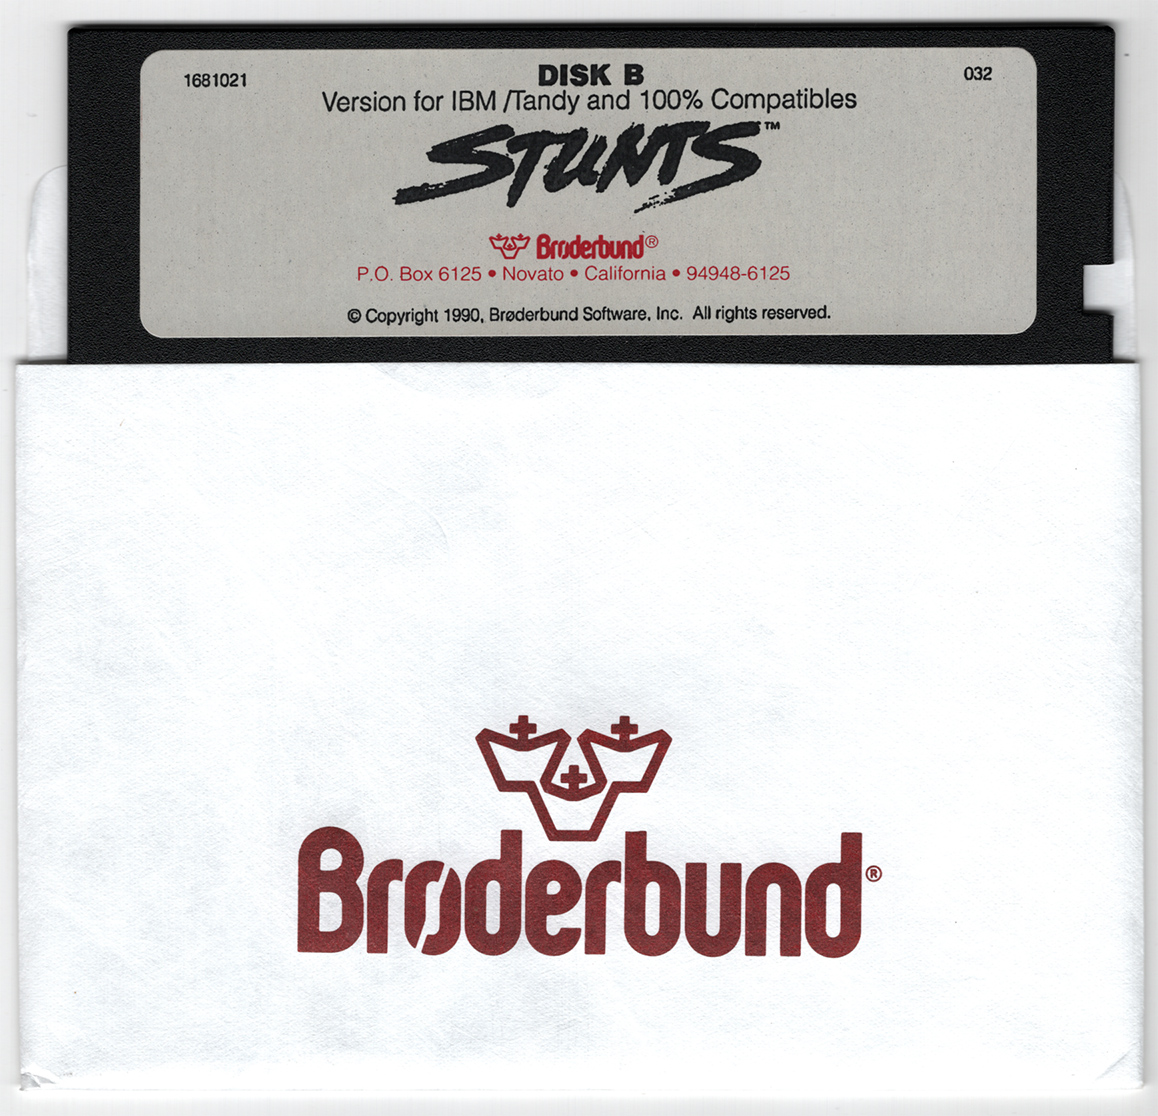 1681021
DISK B
032
Version for IBM /Tandy and 100% Compatibles
STUNTS™
Brøderbund®
P.O. Box 6125 • Novato • California • 94948-6125
© Copyright 1990, Brøderbund Software, Inc. All rights reserved.
Brøderbund®